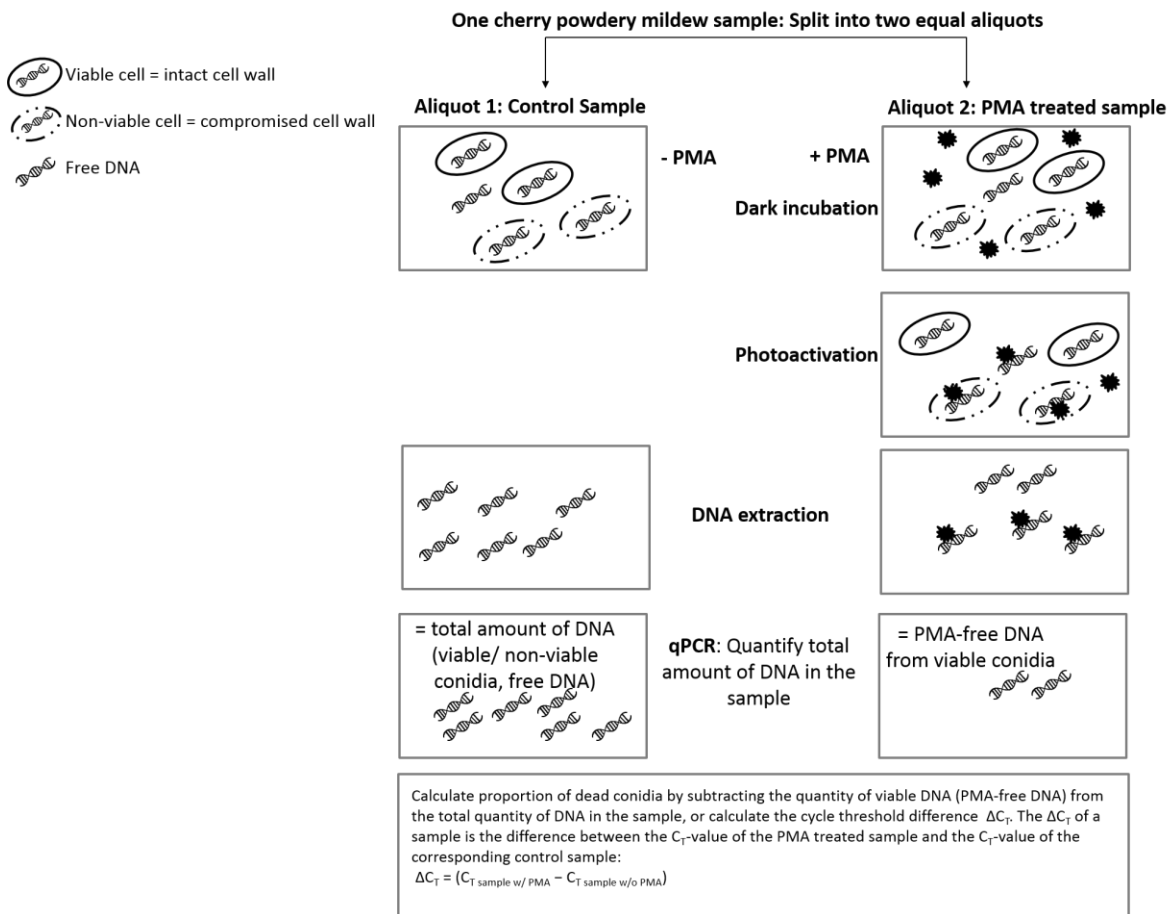 One cherry powdery mildew sample: Split into two equal aliquots
Viable cell = intact cell wall
Non-viable cell = compromised cell wall
Free DNA
Aliquot 1: Control Sample
Aliquot 2: PMA treated sample
- PMA
+ PMA
Dark incubation
Photoactivation
DNA extraction
= total amount of DNA
(viable/ non-viable
conidia, free DNA)
qPCR: Quantify total
amount of DNA in the
sample
= PMA-free DNA
from viable conidia
Calculate proportion of dead conidia by subtracting the quantity of viable DNA (PMA-free DNA) from
the total quantity of DNA in the sample, or calculate the cycle threshold difference ΔCT. The ΔCT of a
sample is the difference between the CT-value of the PMA treated sample and the CT-value of the
corresponding control sample:
ΔCT = (CT sample w/ PMA – CT sample w/o PMA)